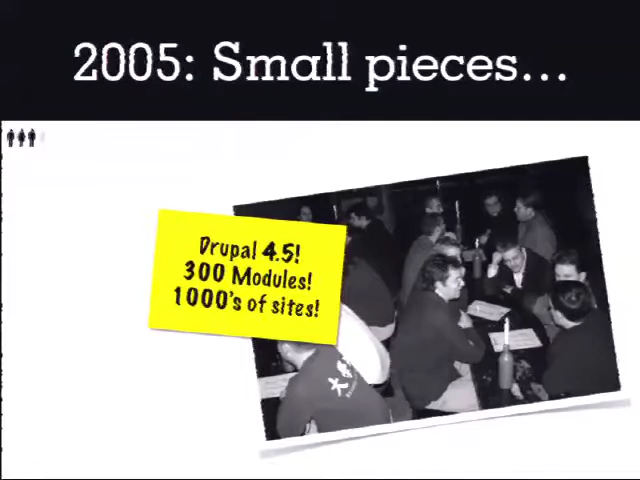 2005: Small pieces...
Drupal 4.5!
300 Modules!
1000's of sites!